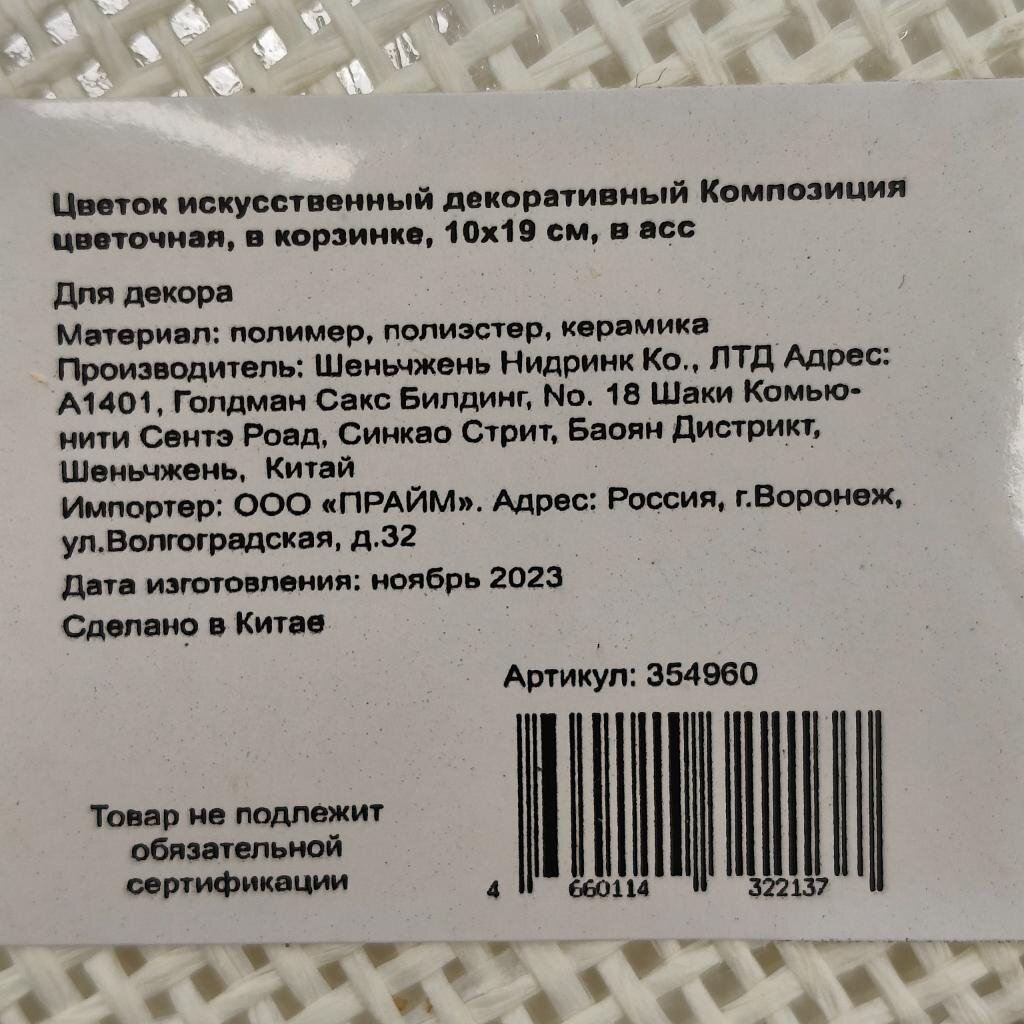 Цветок искусственный декоративный Композиция
цветочная, в корзинке, 10х19 см, в асс
Для декора
Материал: полимер, полиэстер, керамика
Производитель: Шеньчжень Нидринк Ко., ЛТД Адрес:
А1401, Голдман Сакс Билдинг, No. 18 Шаки Комью-
нити Сентэ Роад, Синкао Стрит, Баоян Дистрикт,
Шеньчжень, Китай
Импортер: ООО «ПРАЙМ». Адрес: Россия, г.Воронеж,
ул.Волгоградская, д.32
Дата изготовления: ноябрь 2023
Сделано в Китае
Артикул: 354960
Товар не подлежит
обязательной
сертификации
4 660114 322137